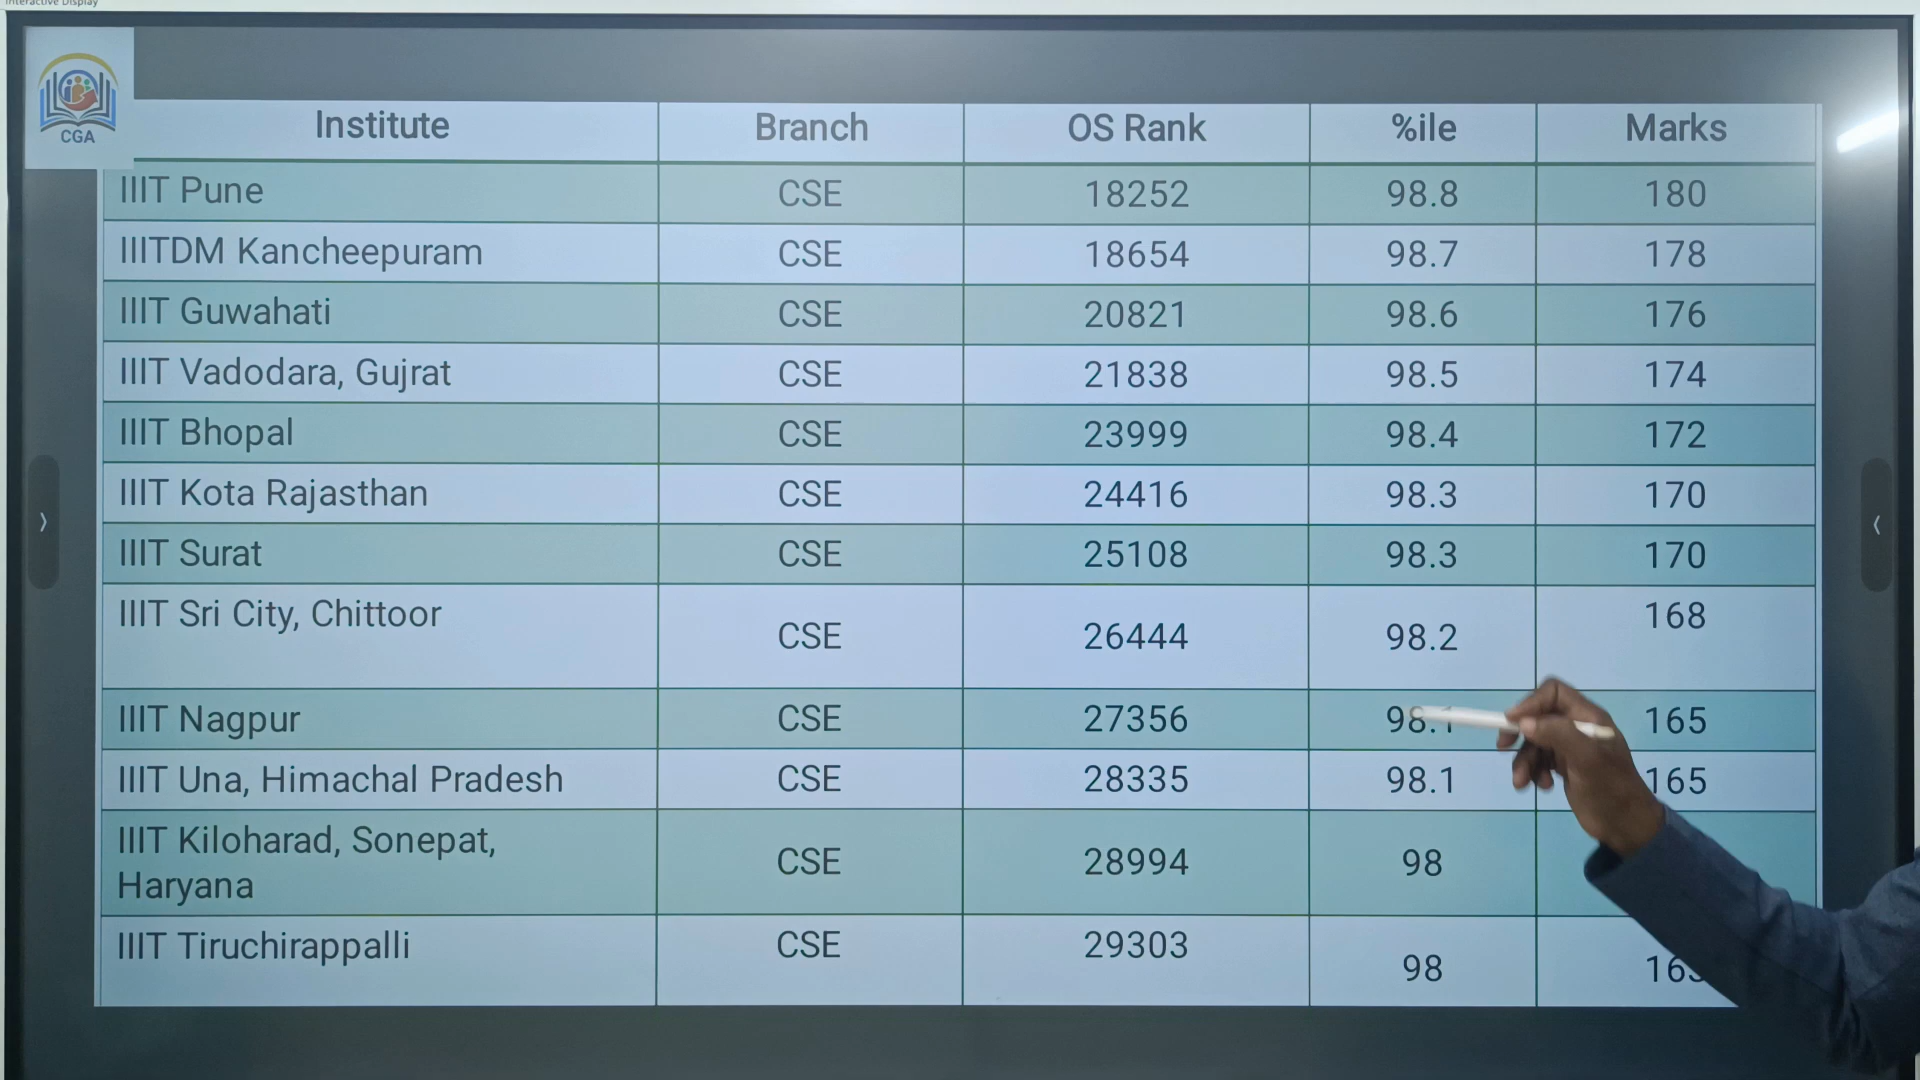 Interactive Display
CGA
Institute Branch OS Rank %ile Marks
IIIT Pune CSE 18252 98.8 180
IIITDM Kancheepuram CSE 18654 98.7 178
IIIT Guwahati CSE 20821 98.6 176
IIIT Vadodara, Gujrat CSE 21838 98.5 174
IIIT Bhopal CSE 23999 98.4 172
IIIT Kota Rajasthan CSE 24416 98.3 170
IIIT Surat CSE 25108 98.3 170
IIIT Sri City, Chittoor CSE 26444 98.2 168
IIIT Nagpur CSE 27356 98.1 165
IIIT Una, Himachal Pradesh CSE 28335 98.1 165
IIIT Kiloharad, Sonepat,
Haryana CSE 28994 98
IIIT Tiruchirappalli CSE 29303 98